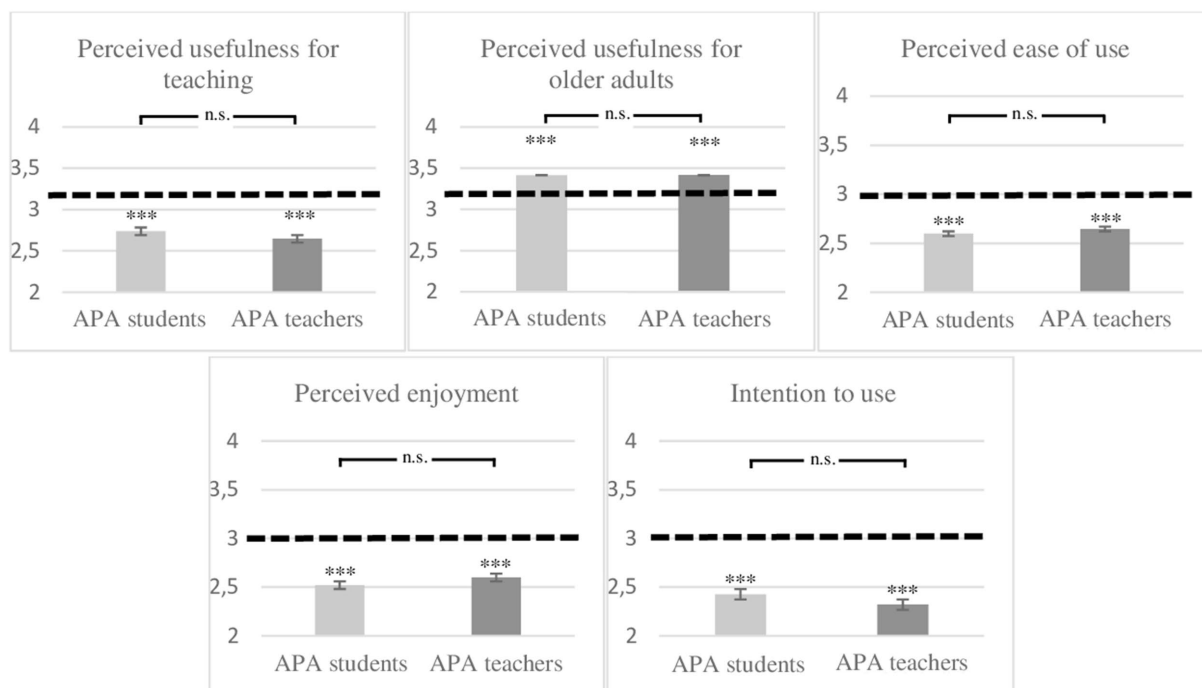 Perceived usefulness for
teaching
n.s.
4
3,5
3
2,5
2
***
***
APA students
APA teachers
Perceived usefulness for
older adults
n.s.
4
3,5
3
2,5
2
***
***
APA students
APA teachers
Perceived ease of use
n.s.
4
3,5
3
2,5
2
***
***
APA students
APA teachers
Perceived enjoyment
n.s.
4
3,5
3
2,5
2
***
***
APA students
APA teachers
Intention to use
n.s.
4
3,5
3
2,5
2
***
***
APA students
APA teachers